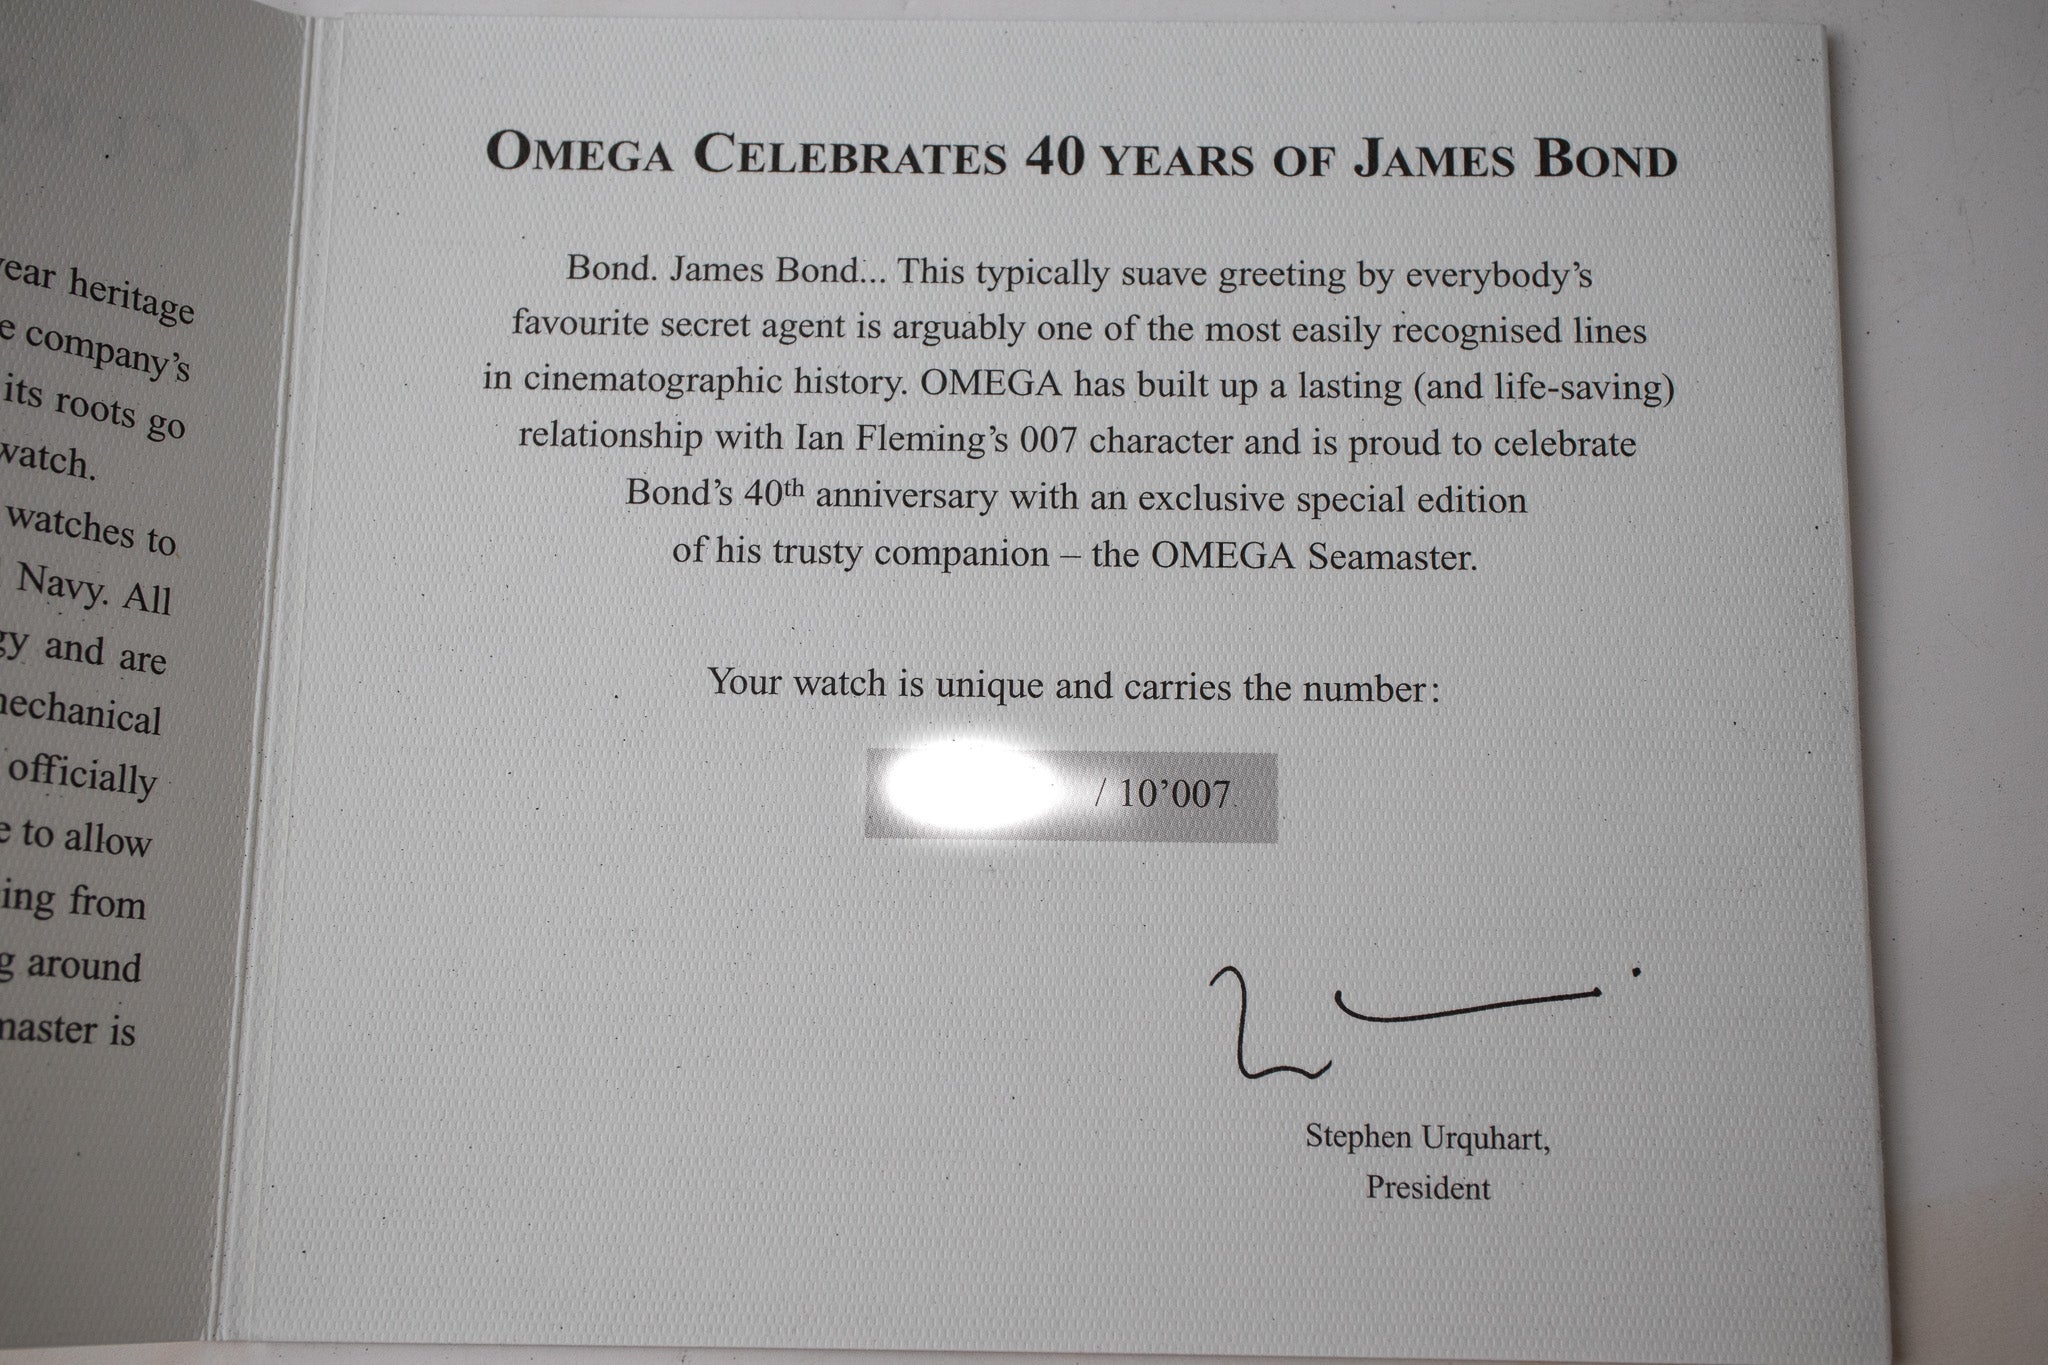 year heritage
e company's
its roots go
watch.
watches to
Navy. All
gy and are
mechanical
officially
e to allow
ing from
g around
master is
OMEGA CELEBRATES 40 YEARS OF JAMES BOND
Bond. James Bond... This typically suave greeting by everybody's
favourite secret agent is arguably one of the most easily recognised lines
in cinematographic history. OMEGA has built up a lasting (and life-saving)
relationship with Ian Fleming's 007 character and is proud to celebrate
Bond's 40th anniversary with an exclusive special edition
of his trusty companion – the OMEGA Seamaster.
Your watch is unique and carries the number:
/ 10'007
Stephen Urquhart,
President